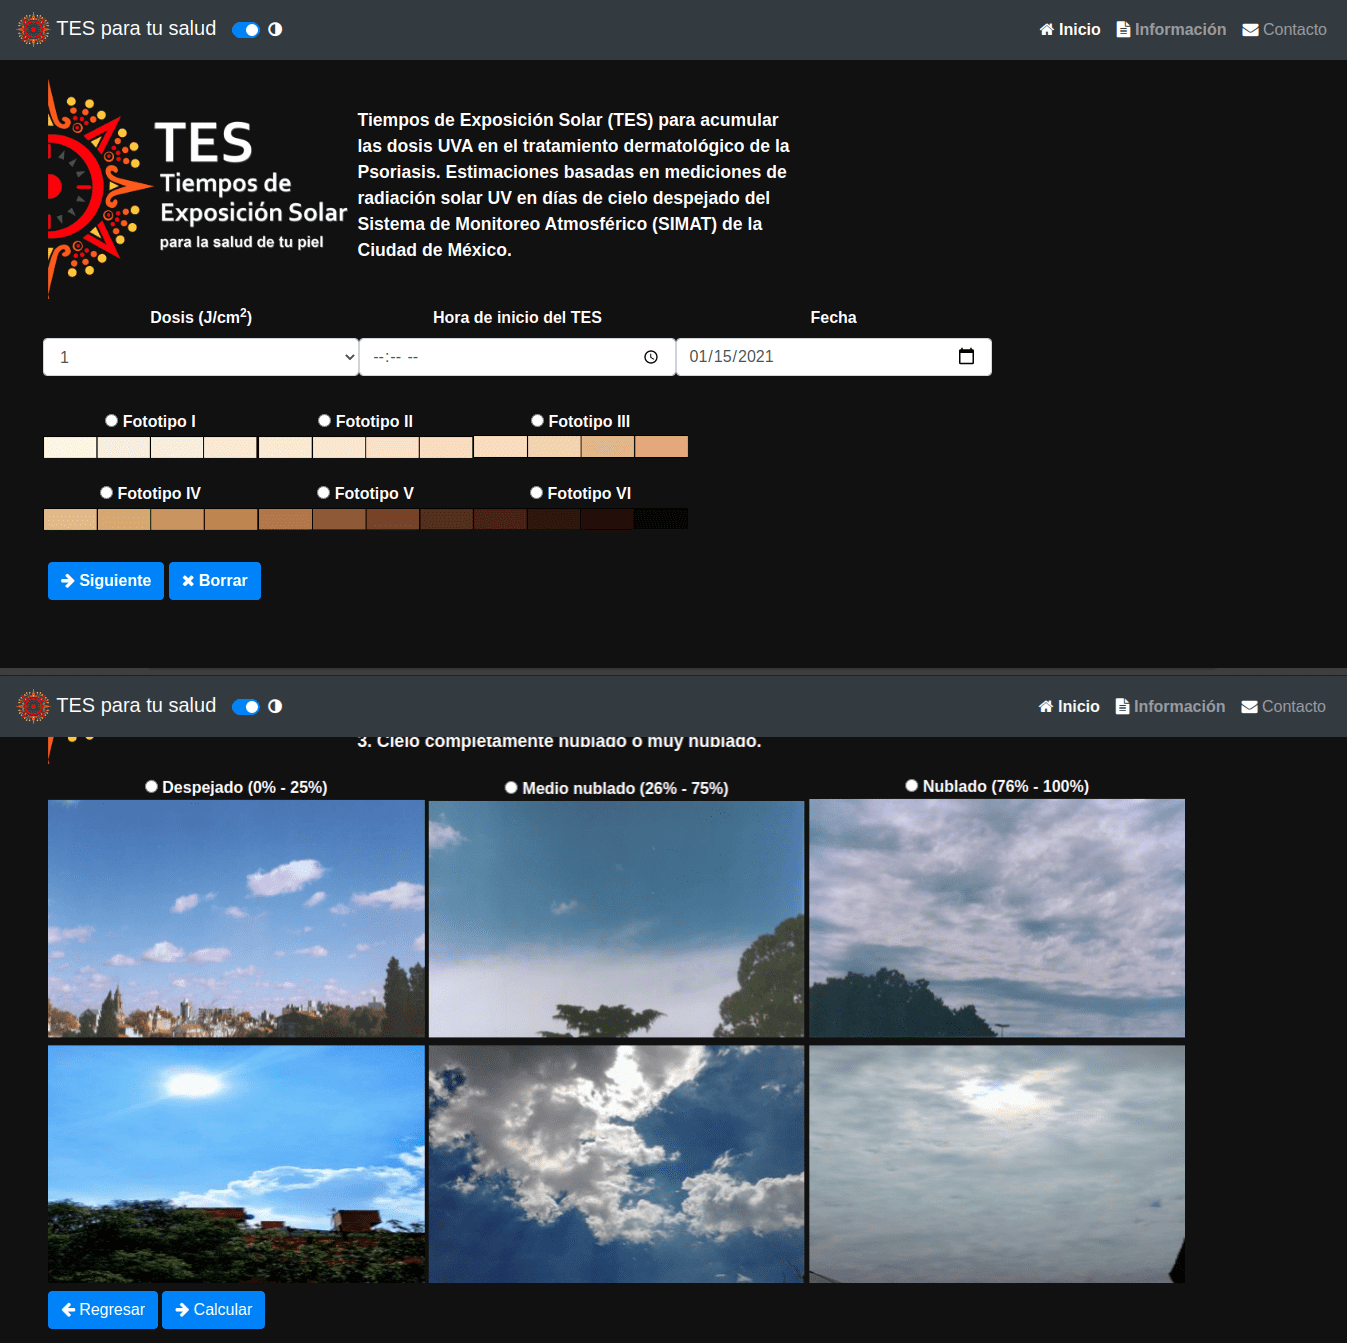 TES para tu salud
Inicio Información Contacto
TES
Tiempos de
Exposición Solar
para la salud de tu piel
Tiempos de Exposición Solar (TES) para acumular
las dosis UVA en el tratamiento dermatológico de la
Psoriasis. Estimaciones basadas en mediciones de
radiación solar UV en días de cielo despejado del
Sistema de Monitoreo Atmosférico (SIMAT) de la
Ciudad de México.
Dosis (J/cm²) Hora de inicio del TES Fecha
1 --:-- -- 01/15/2021
Fototipo I Fototipo II Fototipo III
Fototipo IV Fototipo V Fototipo VI
Siguiente Borrar
TES para tu salud
Inicio Información Contacto
3. Cielo completamente nublado o muy nublado.
Despejado (0% - 25%) Medio nublado (26% - 75%) Nublado (76% - 100%)
Regresar Calcular